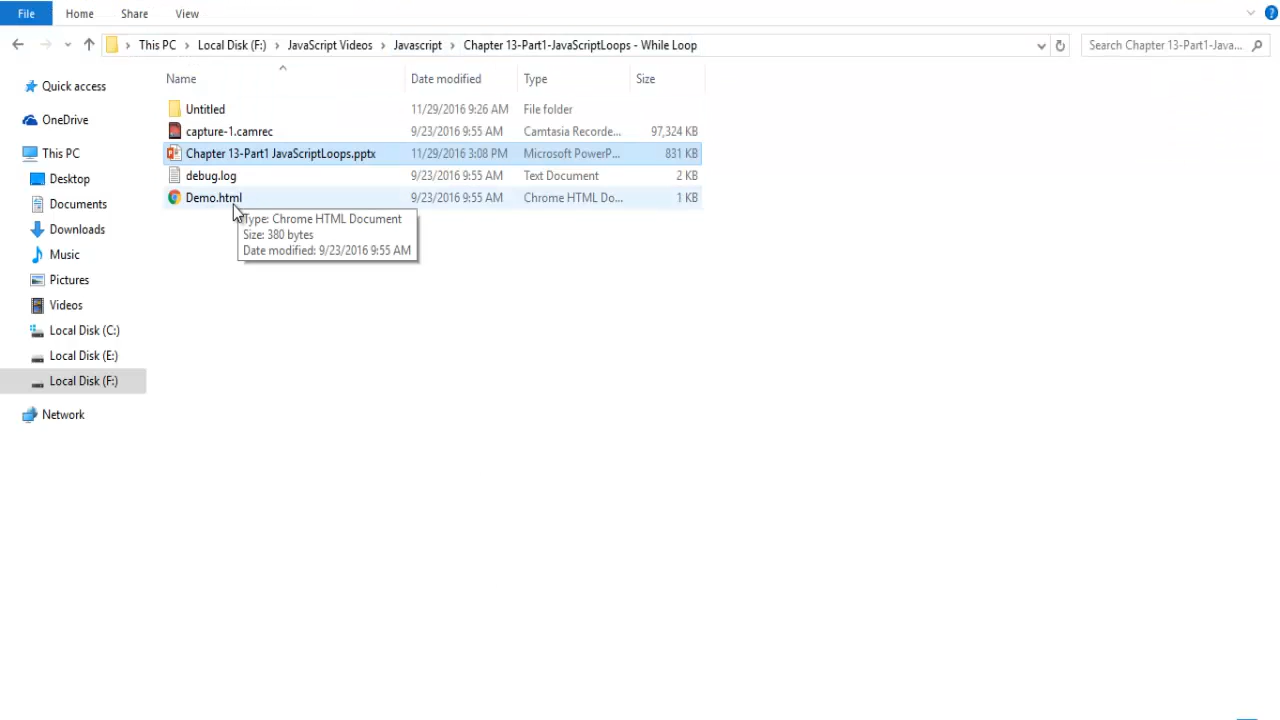 File Home Share View
This PC Local Disk (F:) JavaScript Videos Javascript Chapter 13-Part1-JavaScriptLoops - While Loop Search Chapter 13-Part1-Java...
Name Date modified Type Size
Quick access
OneDrive
This PC
Desktop
Documents
Downloads
Music
Pictures
Videos
Local Disk (C:)
Local Disk (E:)
Local Disk (F:)
Network
Untitled 11/29/2016 9:26 AM File folder
capture-1.camrec 9/23/2016 9:55 AM Camtasia Recorde... 97,324 KB
Chapter 13-Part1 JavaScriptLoops.pptx 11/29/2016 3:08 PM Microsoft PowerP... 831 KB
debug.log 9/23/2016 9:55 AM Text Document 2 KB
Demo.html 9/23/2016 9:55 AM Chrome HTML Do... 1 KB
Type: Chrome HTML Document
Size: 380 bytes
Date modified: 9/23/2016 9:55 AM